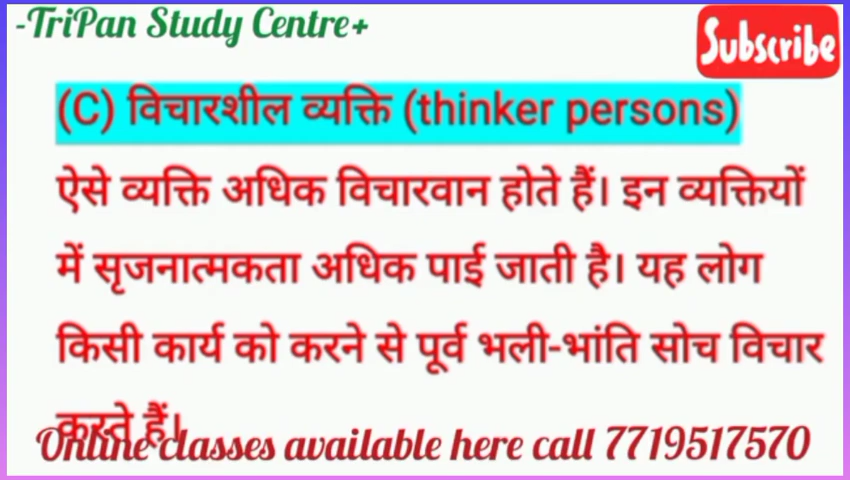 -TriPan Study Centre+
Subscribe
(C) विचारशील व्यक्ति (thinker persons)
ऐसे व्यक्ति अधिक विचारवान होते हैं। इन व्यक्तियों
में सृजनात्मकता अधिक पाई जाती है। यह लोग
किसी कार्य को करने से पूर्व भली-भांति सोच विचार
करते हैं।
Online classes available here call 7719517570